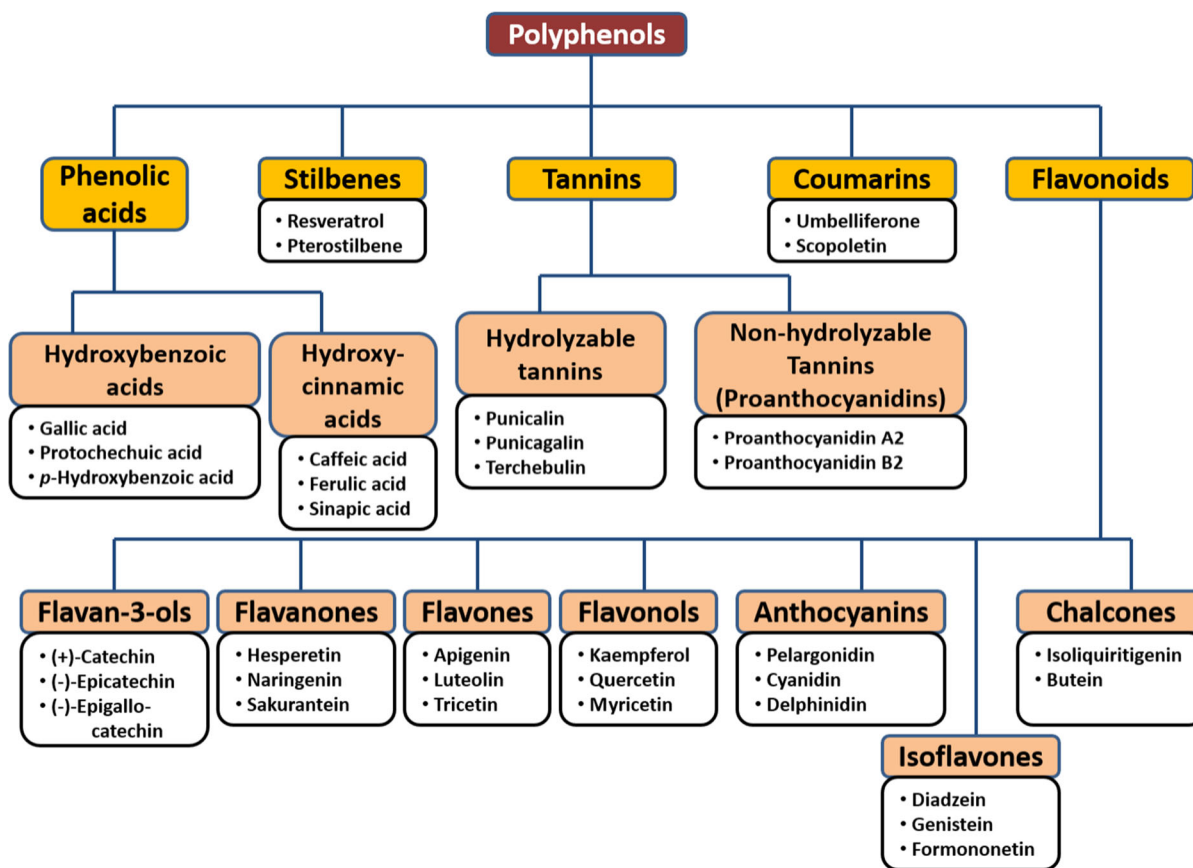 Polyphenols
Phenolic
acids
Stilbenes
• Resveratrol
• Pterostilbene
Tannins
Coumarins
• Umbelliferone
• Scopoletin
Flavonoids
Hydroxybenzoic
acids
• Gallic acid
• Protochechuic acid
• p-Hydroxybenzoic acid
Hydroxy-
cinnamic
acids
• Caffeic acid
• Ferulic acid
• Sinapic acid
Hydrolyzable
tannins
• Punicalin
• Punicagalin
• Terchebulin
Non-hydrolyzable
Tannins
(Proanthocyanidins)
• Proanthocyanidin A2
• Proanthocyanidin B2
Flavan-3-ols
• (+)-Catechin
• (-)-Epicatechin
• (-)-Epigallo-
catechin
Flavanones
• Hesperetin
• Naringenin
• Sakurantein
Flavones
• Apigenin
• Luteolin
• Tricetin
Flavonols
• Kaempferol
• Quercetin
• Myricetin
Anthocyanins
• Pelargonidin
• Cyanidin
• Delphinidin
Isoflavones
• Diadzein
• Genistein
• Formononetin
Chalcones
• Isoliquiritigenin
• Butein